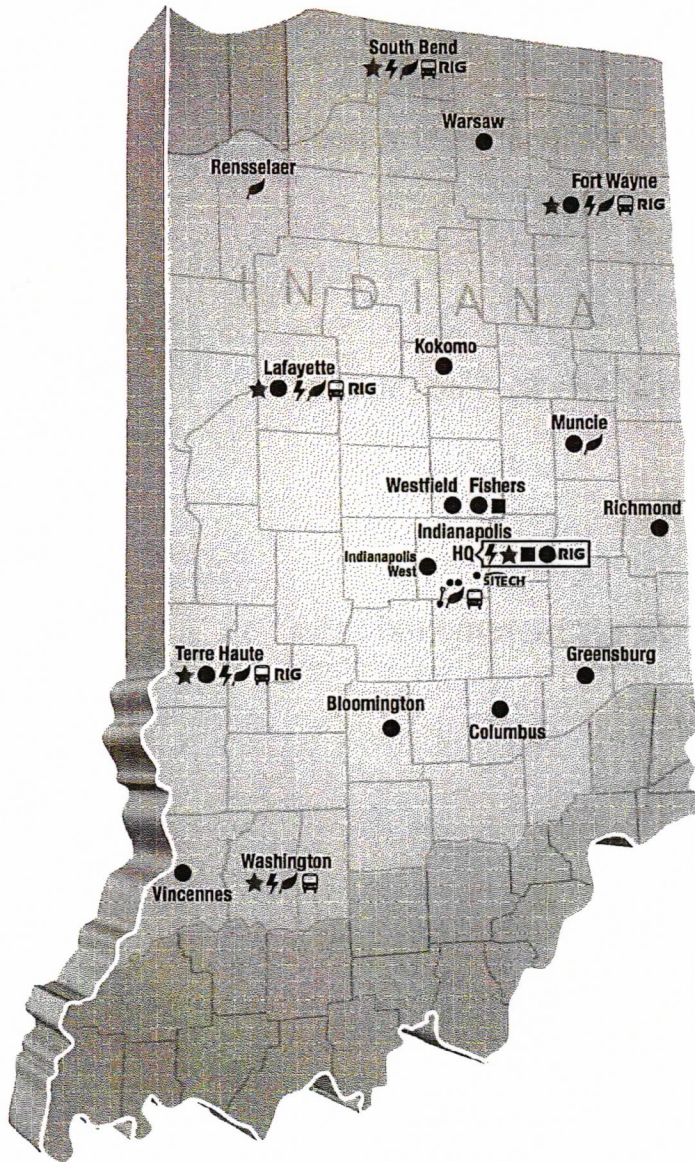 South Bend
RIG
Warsaw
Rensselaer
Fort Wayne
RIG
INDIANA
Kokomo
Lafayette
RIG
Muncie
Westfield Fishers
Richmond
Indianapolis
HQ RIG
Indianapolis
West
SITECH
Terre Haute
RIG
Greensburg
Bloomington
Columbus
Washington
Vincennes